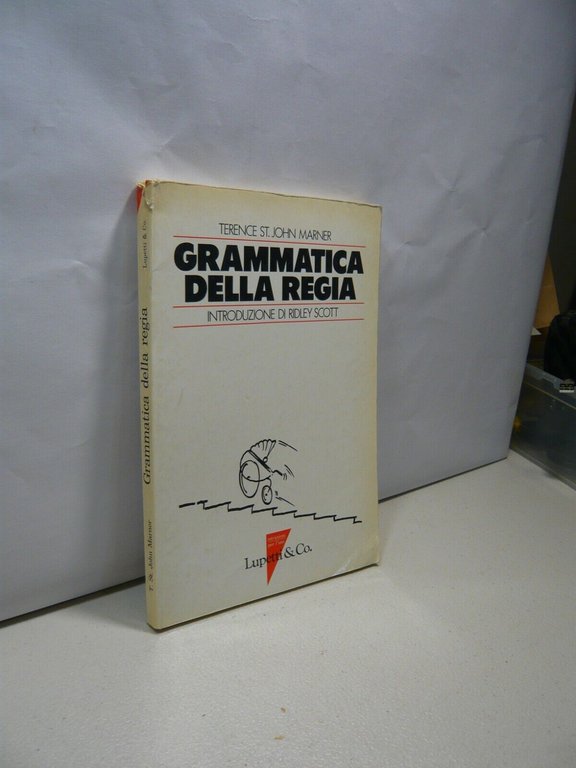 TERENCE ST. JOHN MARNER
GRAMMATICA
DELLA REGIA
INTRODUZIONE DI RIDLEY SCOTT
Lupetti & Co.
T. St. John Marner Grammatica della regia Lupetti & Co.